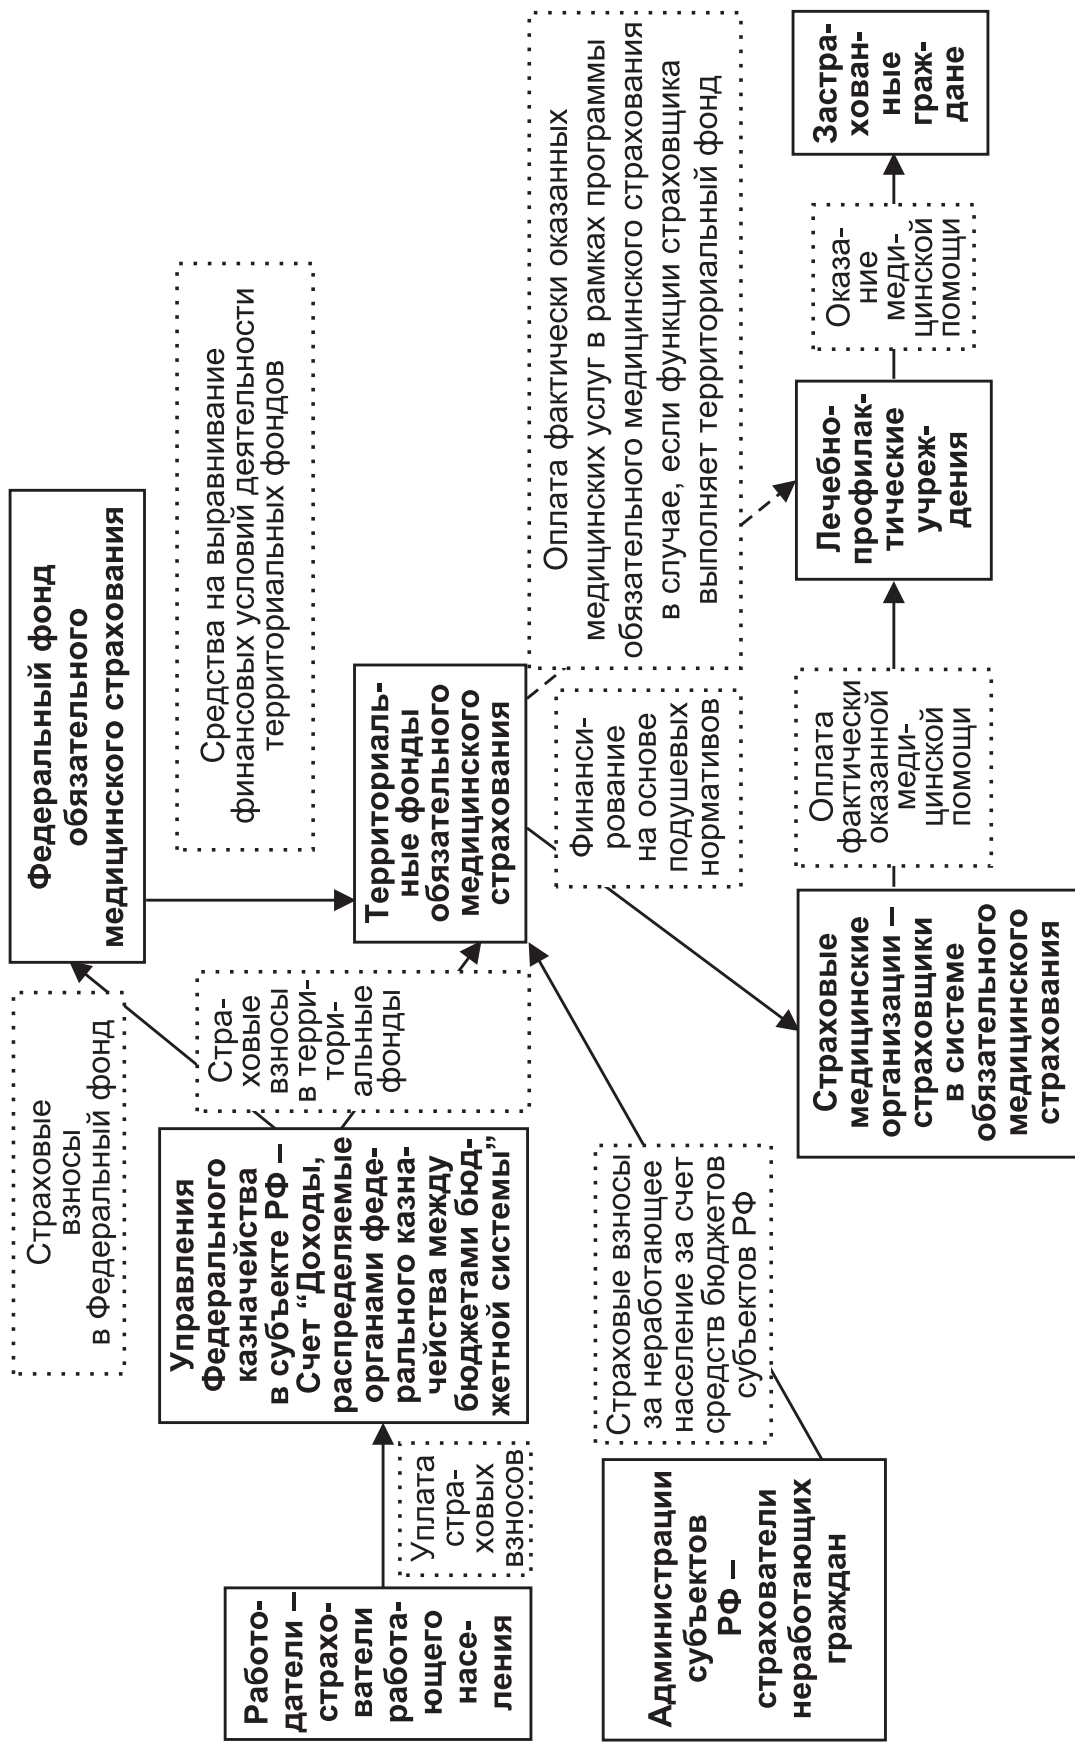 Федеральный фонд
обязательного
медицинского страхования
Страховые
взносы
в Федеральный фонд
Средства на выравнивание
финансовых условий деятельности
территориальных фондов
Работо-
датели –
страхо-
ватели
работа-
ющего
насе-
ления
Уплата
стра-
ховых
взносов
Управления
Федерального
казначейства
в субъекте РФ –
Счет “Доходы,
распределяемые
органами феде-
рального казна-
чейства между
бюджетами бюд-
жетной системы”
Стра-
ховые
взносы
в терри-
тори-
альные
фонды
Территориаль-
ные фонды
обязательного
медицинского
страхования
Оплата фактически оказанных
медицинских услуг в рамках программы
обязательного медицинского страхования
в случае, если функции страховщика
выполняет территориальный фонд
Финанси-
рование
на основе
подушевых
нормативов
Администрации
субъектов
РФ –
страхователи
неработающих
граждан
Страховые взносы
за неработающее
население за счет
средств бюджетов
субъектов РФ
Страховые
медицинские
организации –
страховщики
в системе
обязательного
медицинского
страхования
Оплата
фактически
оказанной
меди-
цинской
помощи
Лечебно-
профилак-
тические
учреж-
дения
Оказа-
ние
меди-
цинской
помощи
Застра-
хован-
ные
граж-
дане